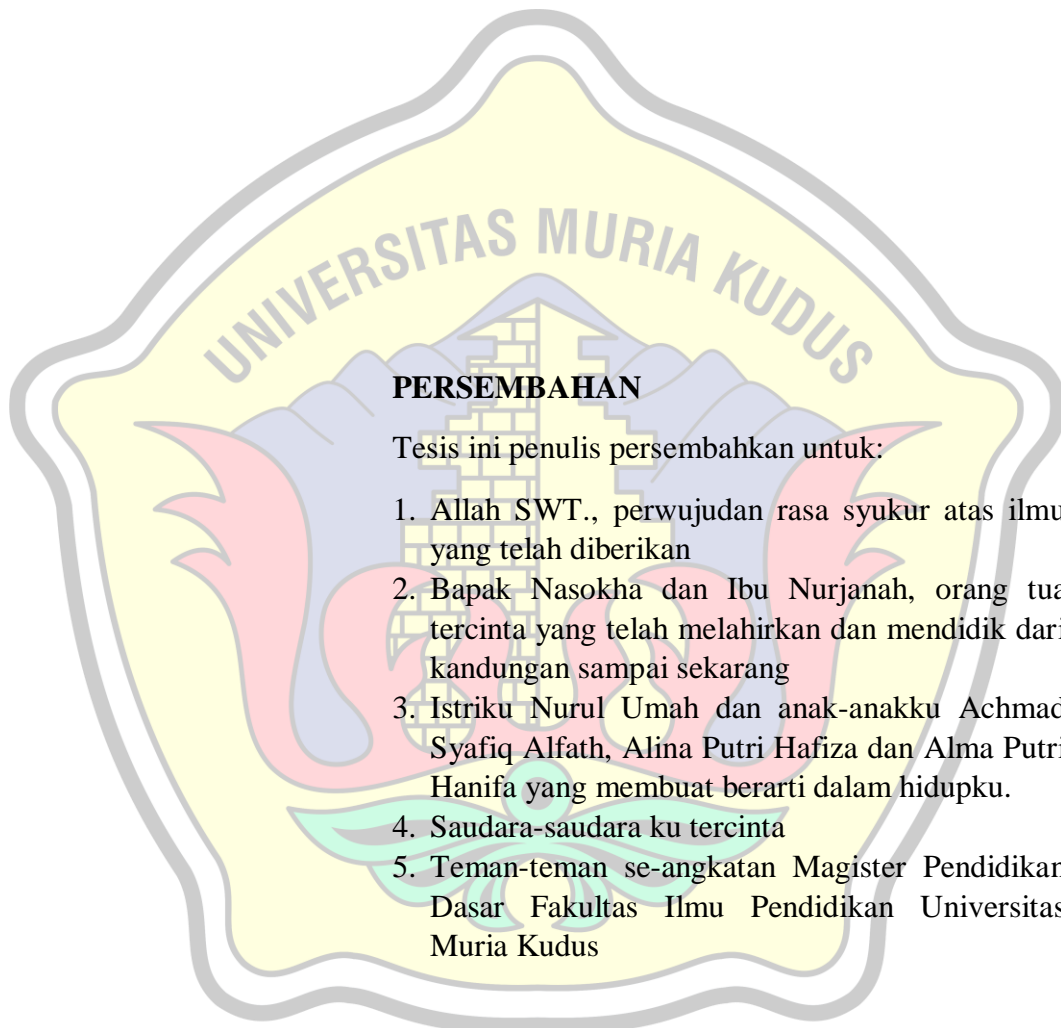 UNIVERSITAS MURIA KUDUS
PERSEMBAHAN
Tesis ini penulis persembahkan untuk:
1. Allah SWT., perwujudan rasa syukur atas ilmu
yang telah diberikan
2. Bapak Nasokha dan Ibu Nurjanah, orang tua
tercinta yang telah melahirkan dan mendidik dari
kandungan sampai sekarang
3. Istriku Nurul Umah dan anak-anakku Achmad
Syafiq Alfath, Alina Putri Hafiza dan Alma Putri
Hanifa yang membuat berarti dalam hidupku.
4. Saudara-saudara ku tercinta
5. Teman-teman se-angkatan Magister Pendidikan
Dasar Fakultas Ilmu Pendidikan Universitas
Muria Kudus